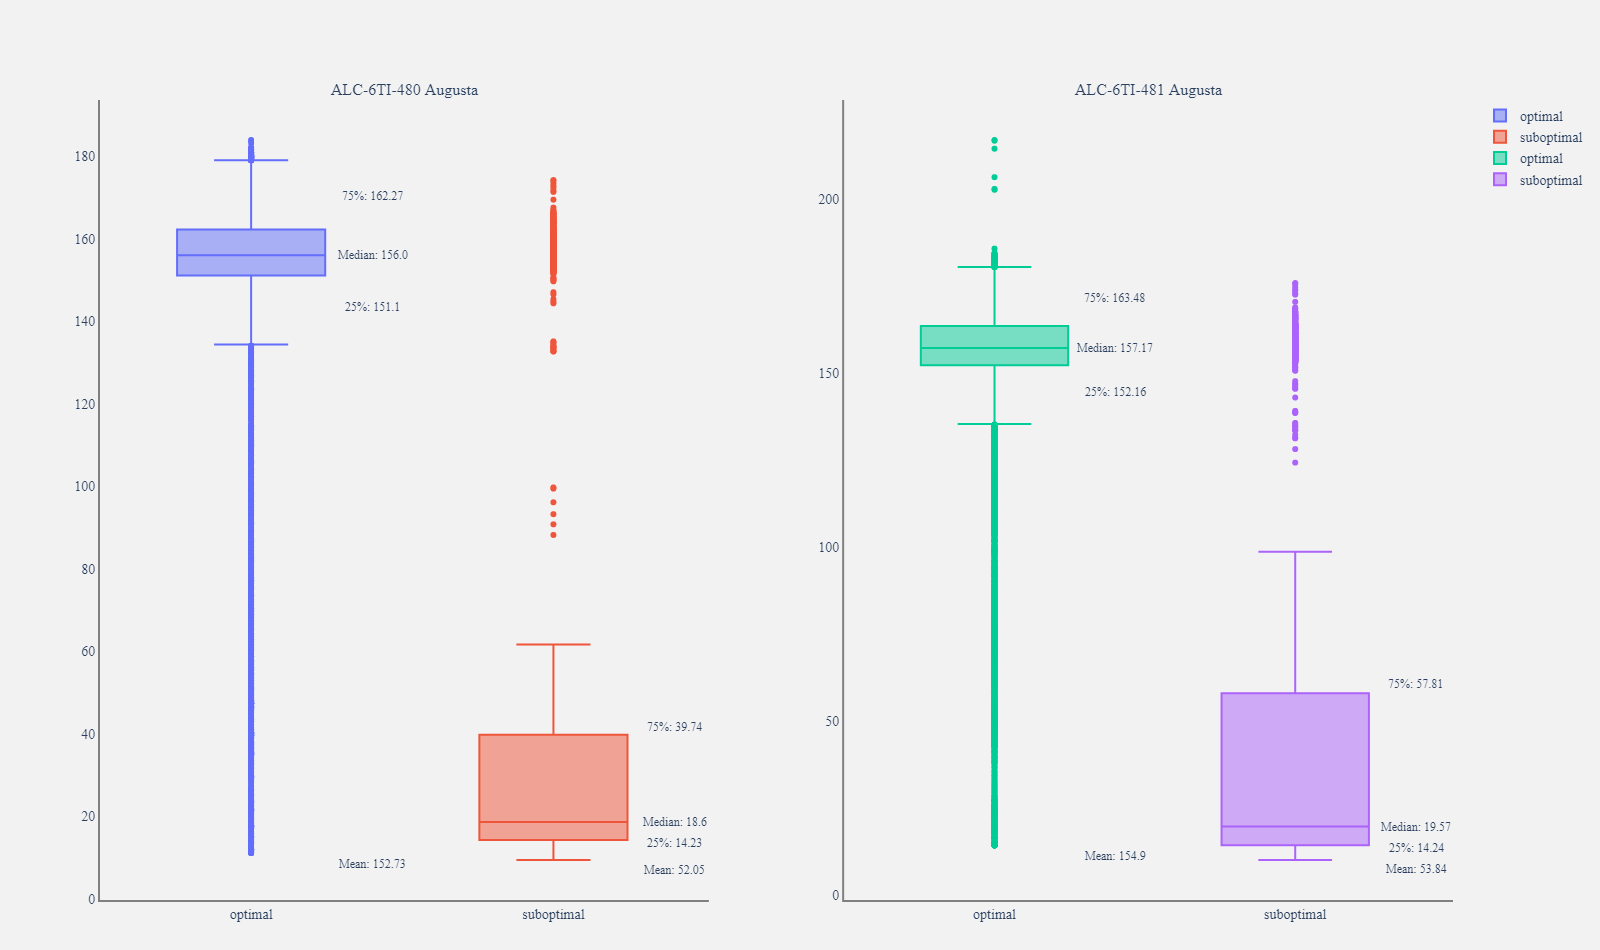 ALC-6TI-480 Augusta
180
160
140
120
100
80
60
40
20
0
75%: 162.27
Median: 156.0
25%: 151.1
Mean: 152.73
75%: 39.74
Median: 18.6
25%: 14.23
Mean: 52.05
optimal
suboptimal
ALC-6TI-481 Augusta
200
150
100
50
0
75%: 163.48
Median: 157.17
25%: 152.16
Mean: 154.9
75%: 57.81
Median: 19.57
25%: 14.24
Mean: 53.84
optimal
suboptimal
optimal
suboptimal
optimal
suboptimal